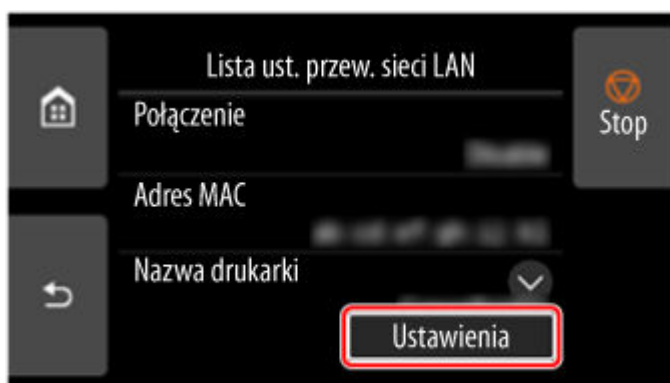 Lista ust. przew. sieci LAN
Połączenie
Adres MAC
Nazwa drukarki
Ustawienia
Stop